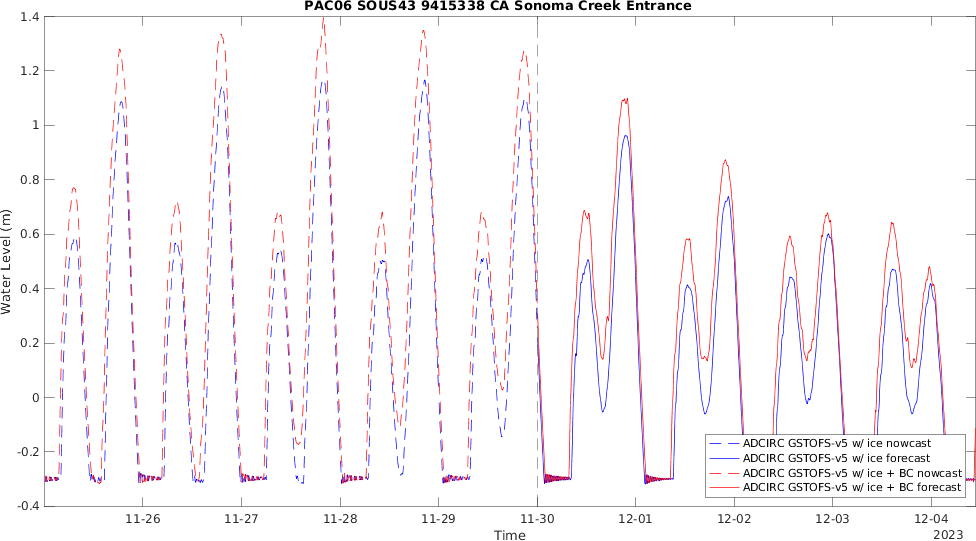 PAC06 SOUS43 9415338 CA Sonoma Creek Entrance
1.4
1.2
1
0.8
0.6
0.4
0.2
0
-0.2
-0.4
Water Level (m)
ADCIRC GSTOFS-v5 w/ ice nowcast
ADCIRC GSTOFS-v5 w/ ice forecast
ADCIRC GSTOFS-v5 w/ ice + BC nowcast
ADCIRC GSTOFS-v5 w/ ice + BC forecast
11-26 11-27 11-28 11-29 11-30 12-01 12-02 12-03 12-04
Time
2023